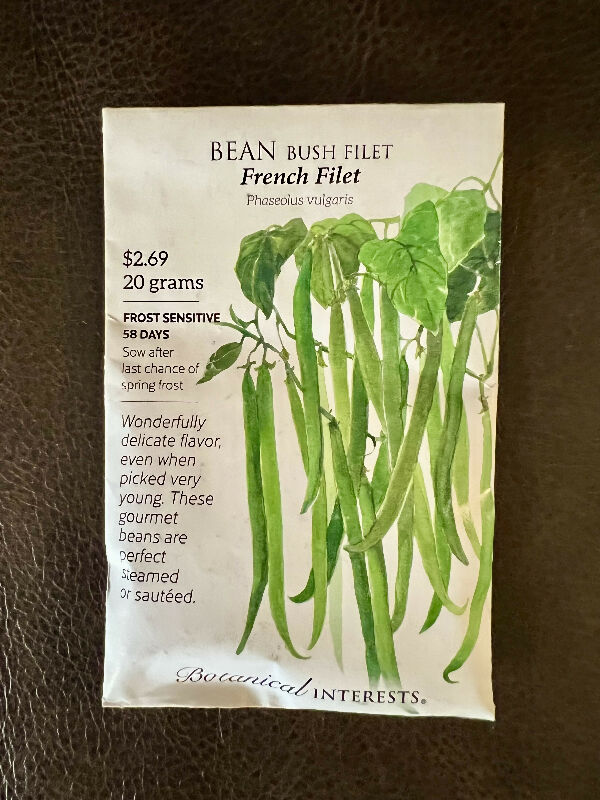 BEAN BUSH FILET
French Filet
Phaseolus vulgaris
$2.69
20 grams
FROST SENSITIVE
58 DAYS
Sow after
last chance of
spring frost
Wonderfully
delicate flavor,
even when
picked very
young. These
gourmet
beans are
perfect
steamed
or sautéed.
Botanical INTERESTS®